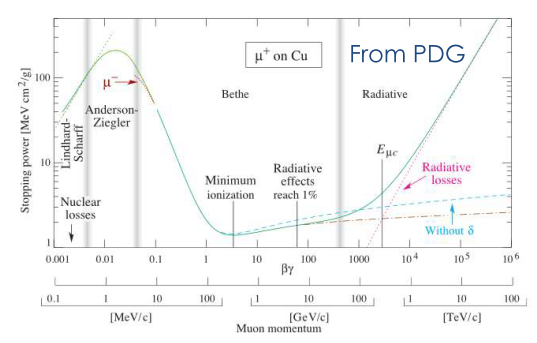 μ⁺ on Cu
From PDG
Stopping power [MeV cm²/g]
100
10
1
Lindhard-
Scharff
Anderson-
Ziegler
μ⁻
Bethe
Radiative
Eμc
Radiative
losses
Minimum
ionization
Radiative
effects
reach 1%
Nuclear
losses
Without δ
0.001 0.01 0.1 1 10 100 1000 10⁴ 10⁵ 10⁶
βγ
0.1 1 10 100 1 10 100 1 10 100
[MeV/c] [GeV/c] [TeV/c]
Muon momentum